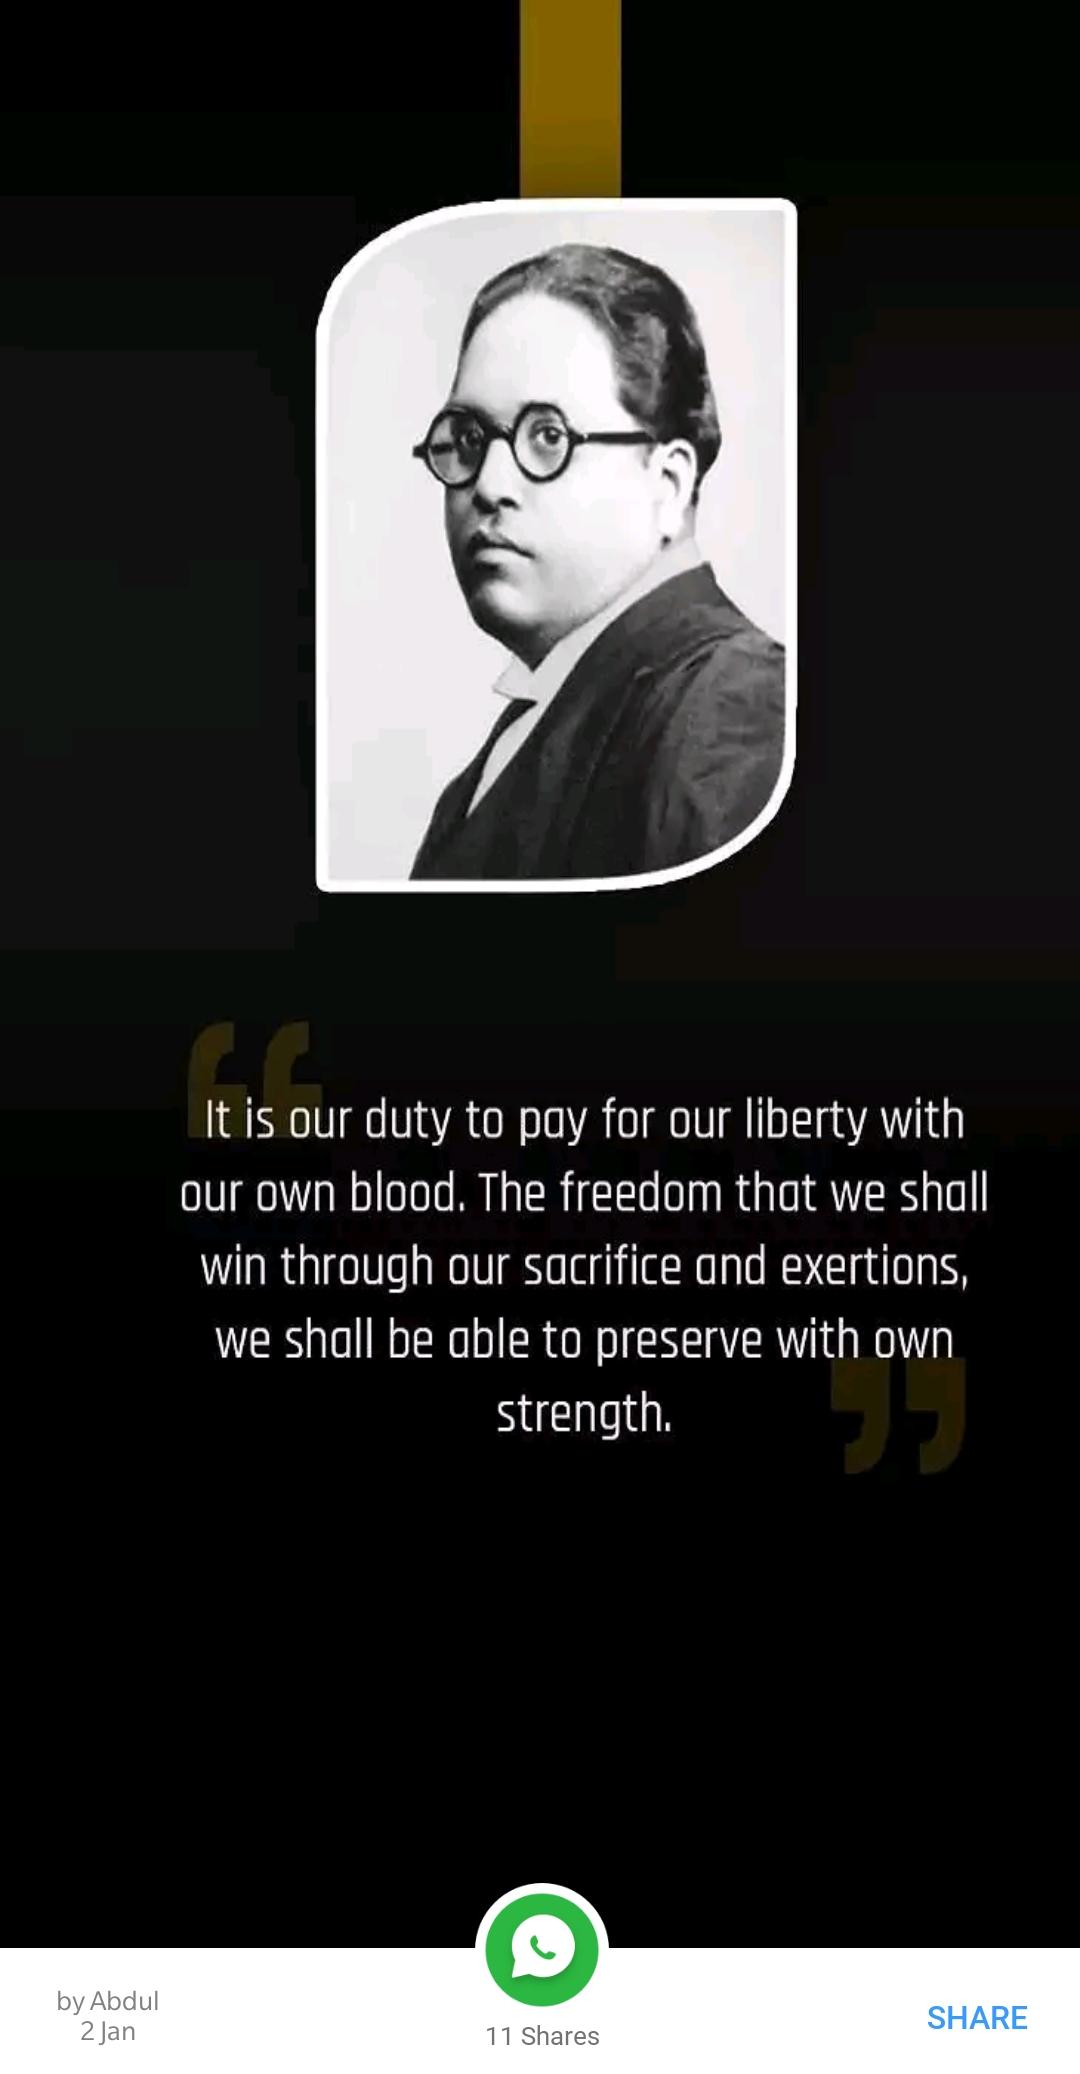 It is our duty to pay for our liberty with
our own blood. The freedom that we shall
win through our sacrifice and exertions,
we shall be able to preserve with own
strength.
by Abdul
2 Jan
11 Shares
SHARE